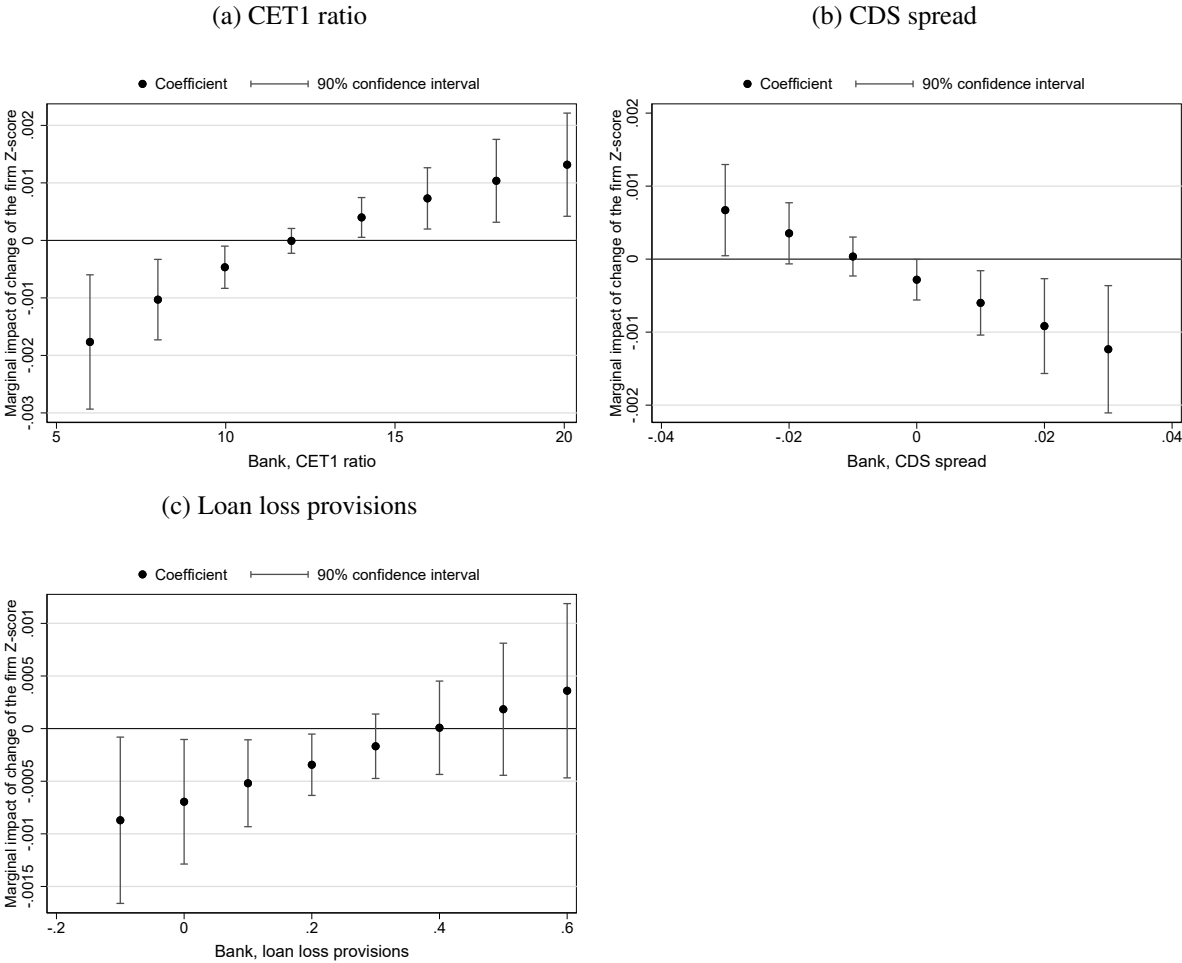 (a) CET1 ratio
Coefficient 90% confidence interval
Marginal impact of change of the firm Z-score
.002
.001
0
-.001
-.002
-.003
5 10 15 20
Bank, CET1 ratio
(b) CDS spread
Coefficient 90% confidence interval
Marginal impact of change of the firm Z-score
.002
.001
0
-.001
-.002
-.04 -.02 0 .02 .04
Bank, CDS spread
(c) Loan loss provisions
Coefficient 90% confidence interval
Marginal impact of change of the firm Z-score
.001
.0005
0
-.0005
-.001
-.0015
-.2 0 .2 .4 .6
Bank, loan loss provisions